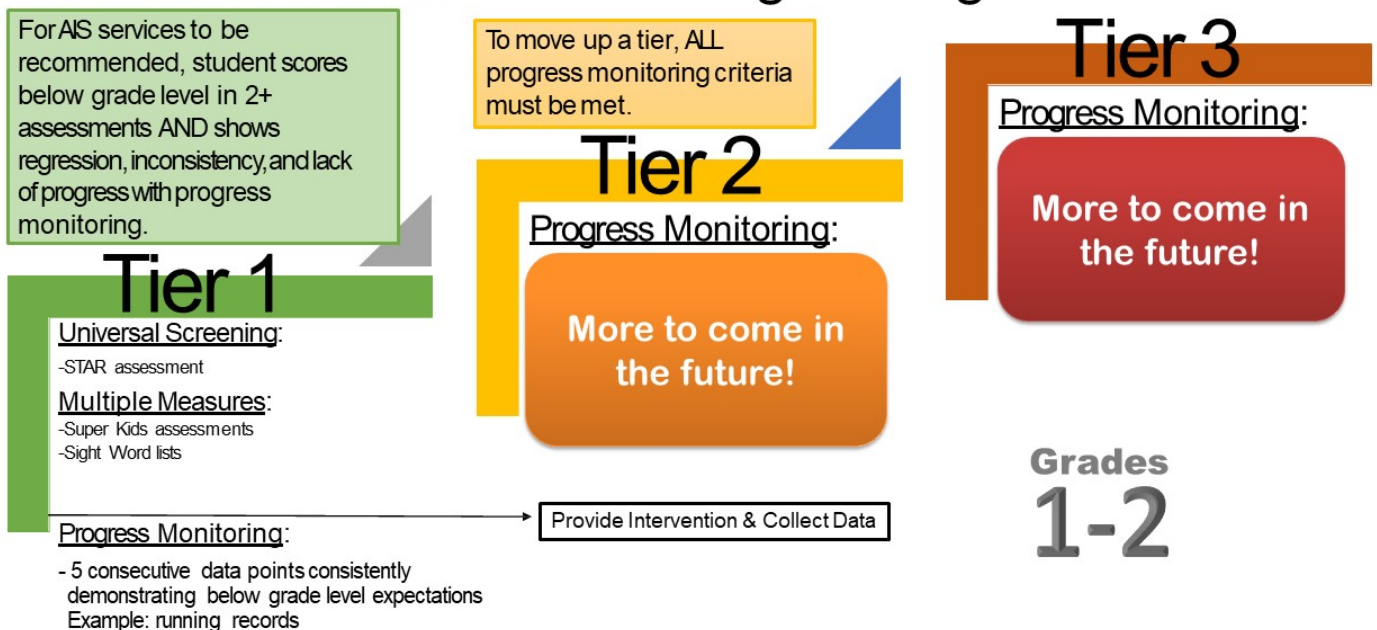 For AIS services to be
recommended, student scores
below grade level in 2+
assessments AND shows
regression, inconsistency, and lack
of progress with progress
monitoring.
Tier 1
Universal Screening:
-STAR assessment
Multiple Measures:
-Super Kids assessments
-Sight Word lists
Progress Monitoring:
- 5 consecutive data points consistently
demonstrating below grade level expectations
Example: running records
Provide Intervention & Collect Data
To move up a tier, ALL
progress monitoring criteria
must be met.
Tier 2
Progress Monitoring:
More to come in
the future!
Tier 3
Progress Monitoring:
More to come in
the future!
Grades
1-2